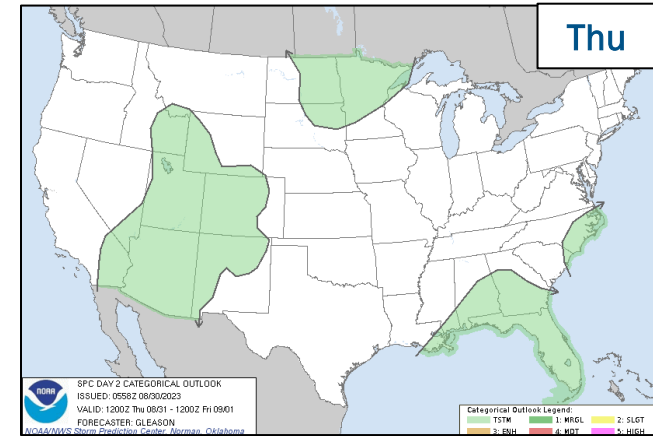 Thu
NOAA
SPC DAY 2 CATEGORICAL OUTLOOK
ISSUED: 0558Z 08/30/2023
VALID: 1200Z Thu 08/31 - 1200Z Fri 09/01
FORECASTER: GLEASON
NOAA/NWS Storm Prediction Center, Norman, Oklahoma
Categorical Outlook Legend:
TSTM 1: MRGL 2: SLGT
3: ENH 4: MDT 5: HIGH